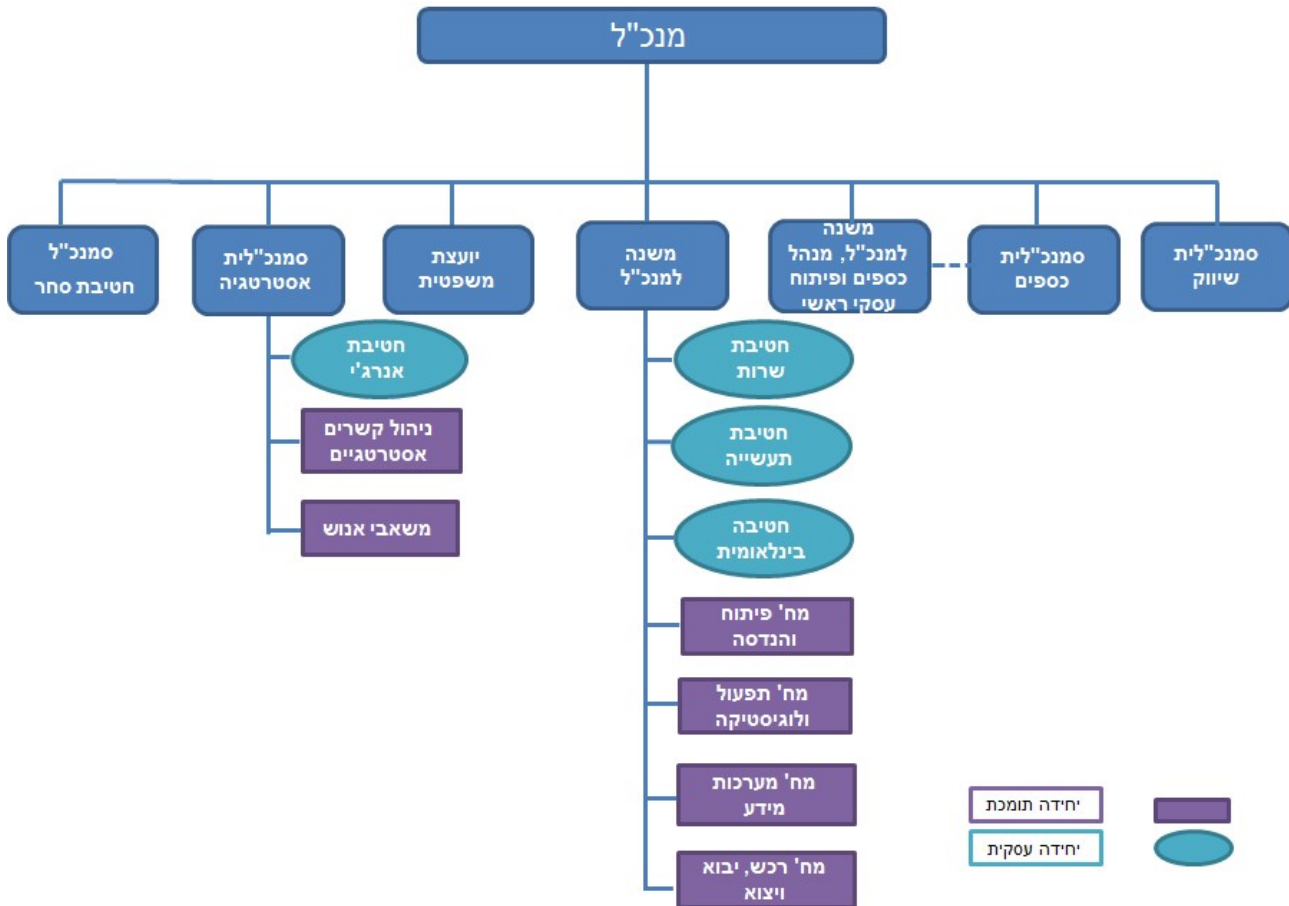 מנכ"ל
סמנכ"לית
שיווק
סמנכ"לית
כספים
משנה
למנכ"ל, מנהל
כספים ופיתוח
עסקי ראשי
משנה
למנכ"ל
יועצת
משפטית
סמנכ"לית
אסטרטגיה
סמנכ"ל
חטיבת סחר
חטיבת
שרות
חטיבת
תעשייה
חטיבה
בינלאומית
מח' פיתוח
והנדסה
מח' תפעול
ולוגיסטיקה
מח' מערכות
מידע
מח' רכש, יבוא
ויצוא
חטיבת
אנרג'י
ניהול קשרים
אסטרטגיים
משאבי אנוש
יחידה תומכת
יחידה עסקית